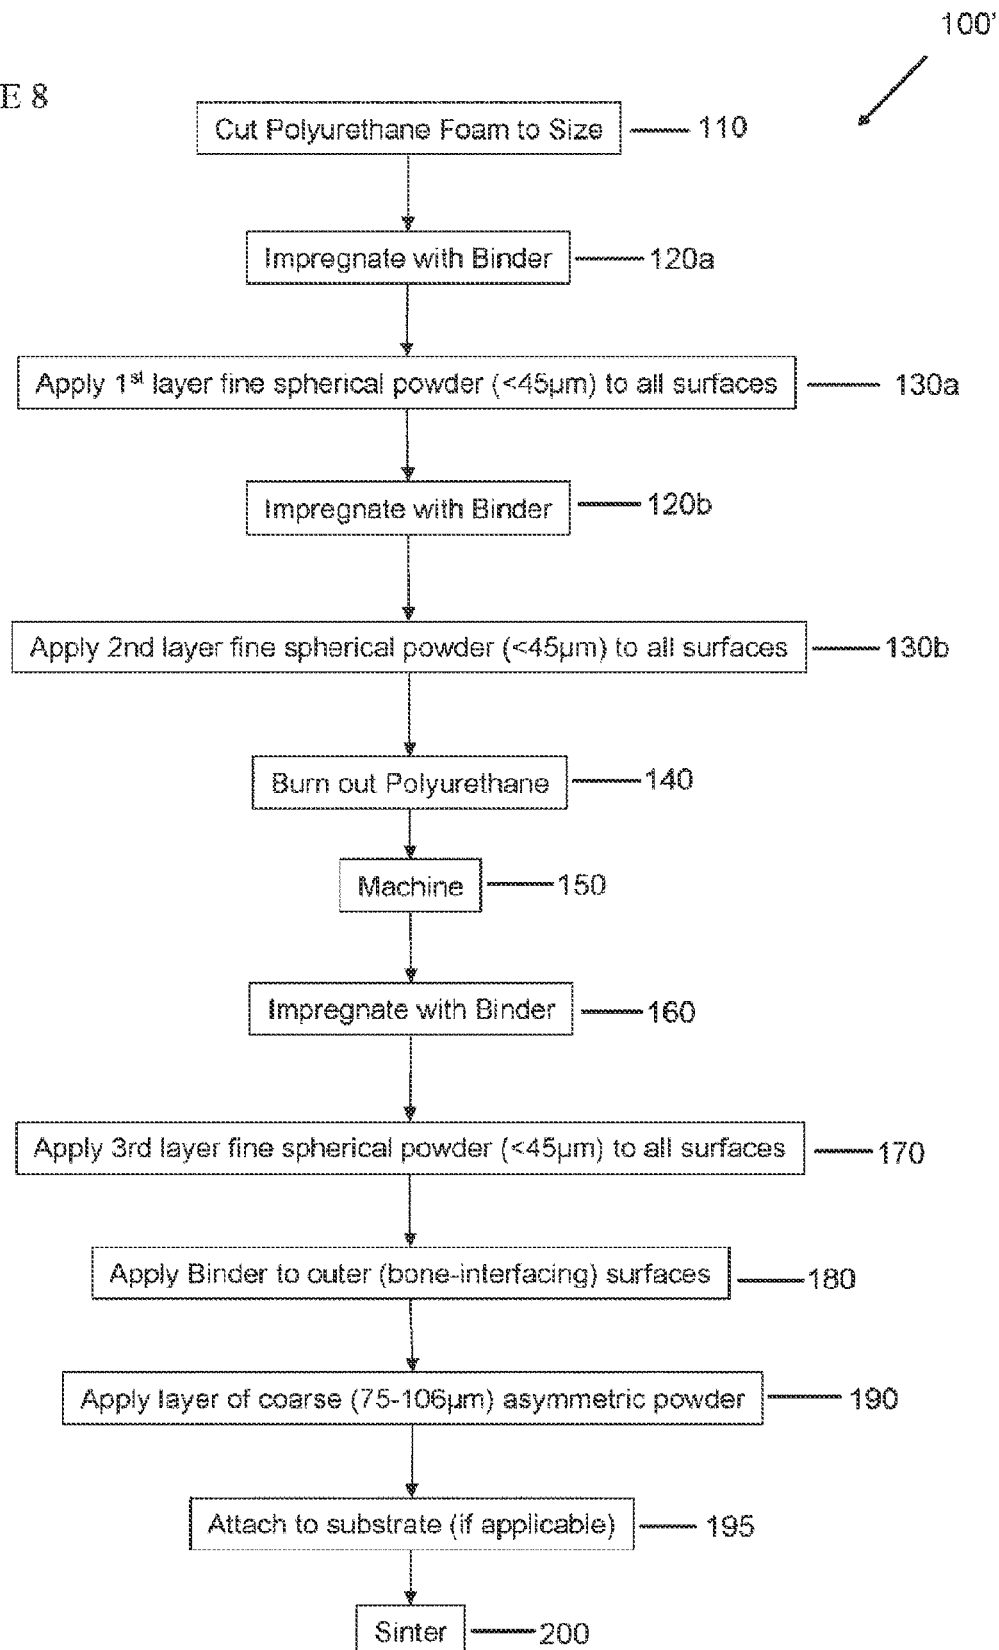 100'
E 8
Cut Polyurethane Foam to Size 110
Impregnate with Binder 120a
Apply 1st layer fine spherical powder (<45µm) to all surfaces 130a
Impregnate with Binder 120b
Apply 2nd layer fine spherical powder (<45µm) to all surfaces 130b
Burn out Polyurethane 140
Machine 150
Impregnate with Binder 160
Apply 3rd layer fine spherical powder (<45µm) to all surfaces 170
Apply Binder to outer (bone-interfacing) surfaces 180
Apply layer of coarse (75-106µm) asymmetric powder 190
Attach to substrate (if applicable) 195
Sinter 200